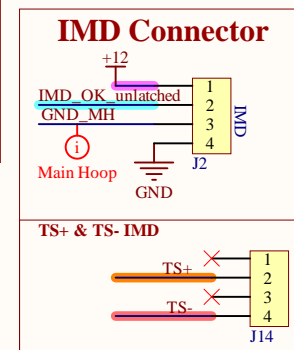 IMD Connector
+12
1
IMD_OK_unlatched
2
GND_MH
3
i
4
IMD
Main Hoop
J2
GND
TS+ & TS- IMD
1
TS+
2
3
TS-
4
J14